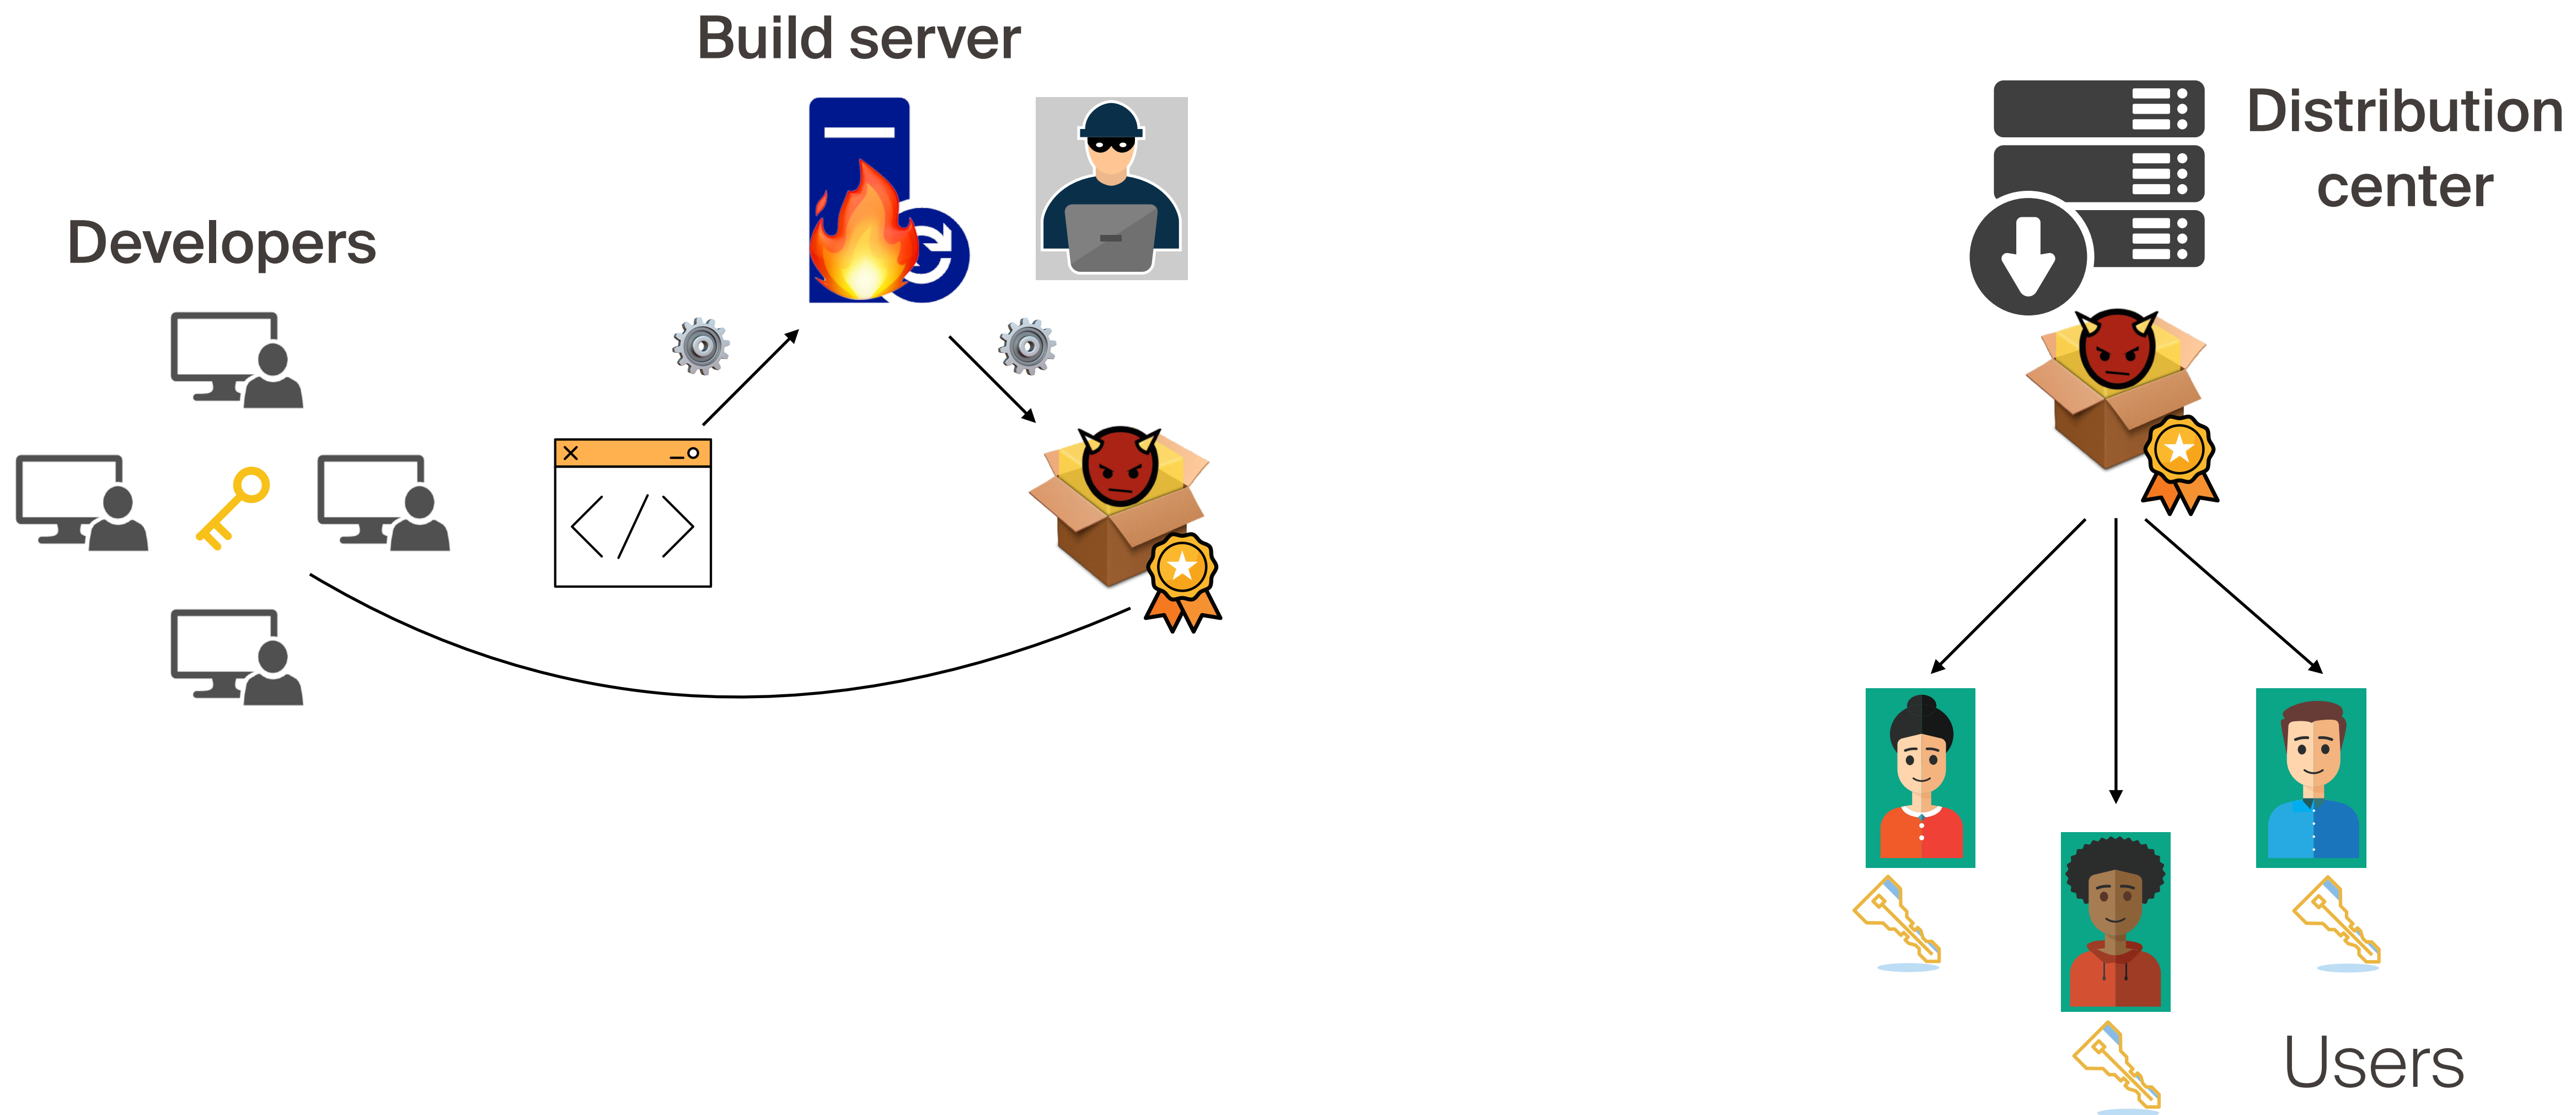 Build server
Distribution
center
Developers
Users